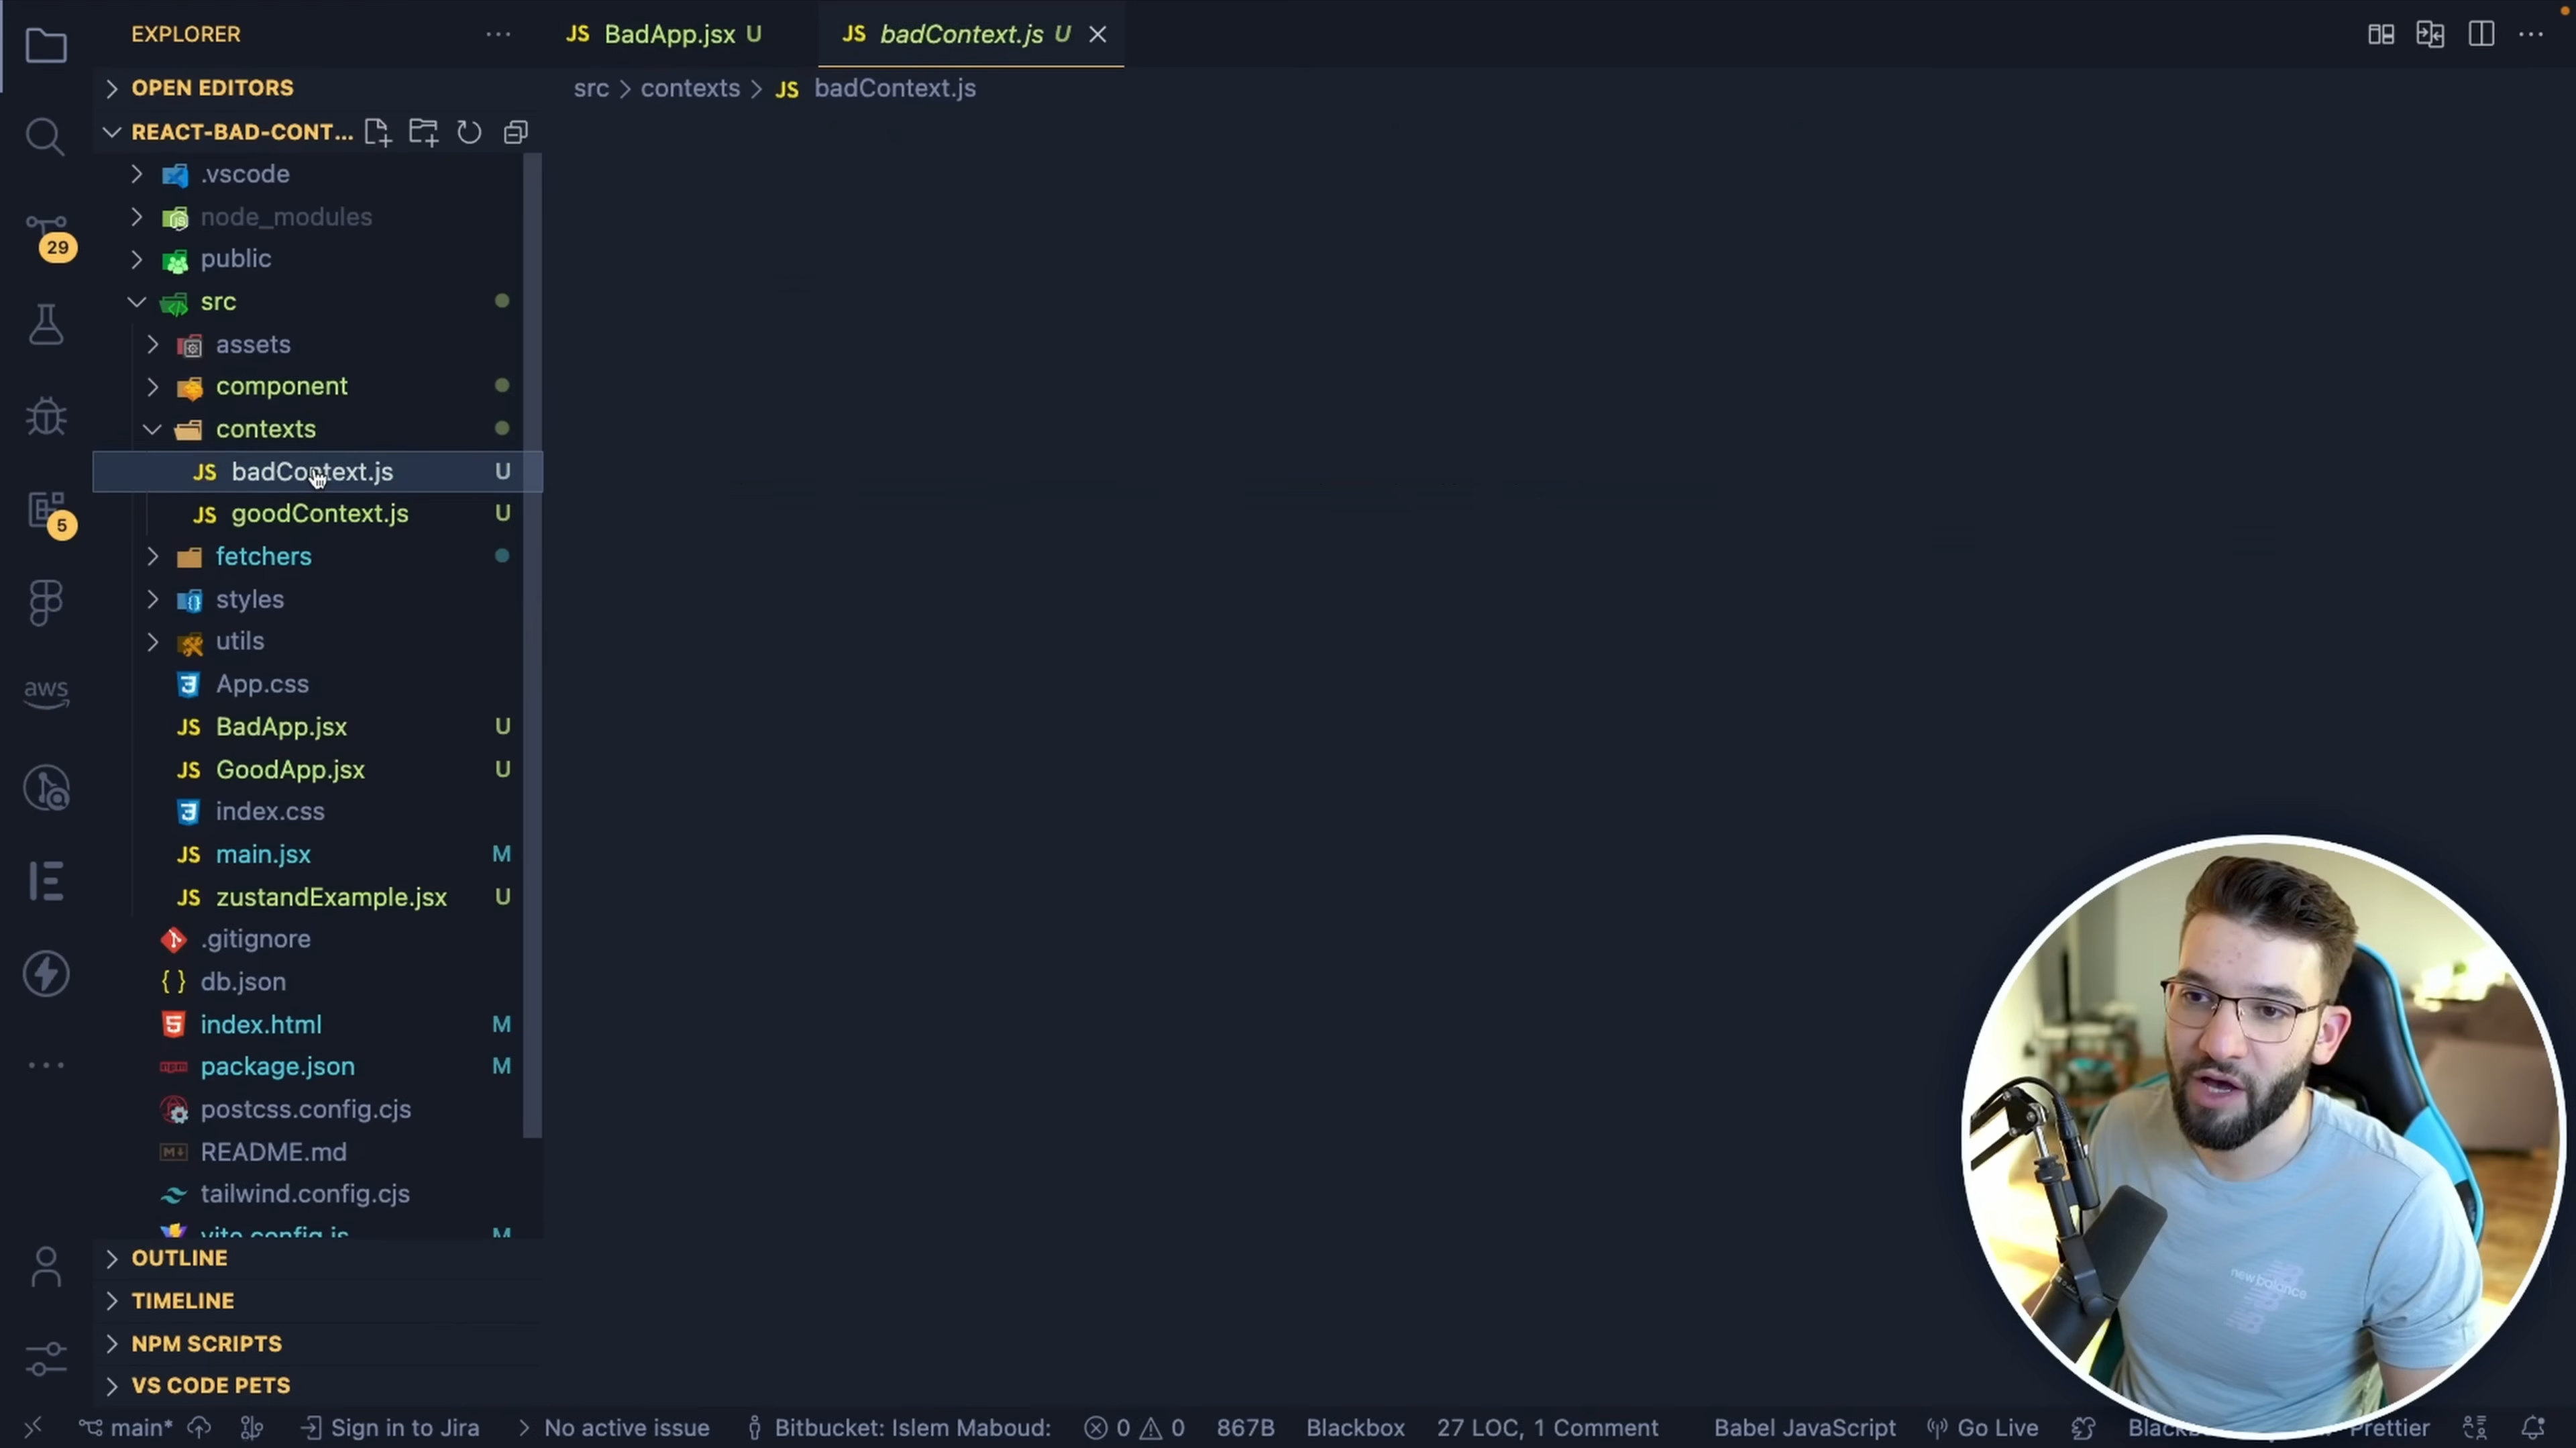 EXPLORER
OPEN EDITORS
REACT-BAD-CONT...
.vscode
node_modules
public
src
assets
component
contexts
JS badContext.js U
JS goodContext.js U
fetchers
styles
utils
App.css
JS BadApp.jsx U
JS GoodApp.jsx U
index.css
JS main.jsx M
JS zustandExample.jsx U
.gitignore
{ } db.json
index.html M
package.json M
postcss.config.cjs
README.md
tailwind.config.cjs
vite.config.js M
OUTLINE
TIMELINE
NPM SCRIPTS
VS CODE PETS
29
5
aws
JS BadApp.jsx U
JS badContext.js U
src > contexts > JS badContext.js
new balance
main* Sign in to Jira No active issue Bitbucket: Islem Maboud: 0 0 867B Blackbox 27 LOC, 1 Comment Babel JavaScript Go Live Prettier